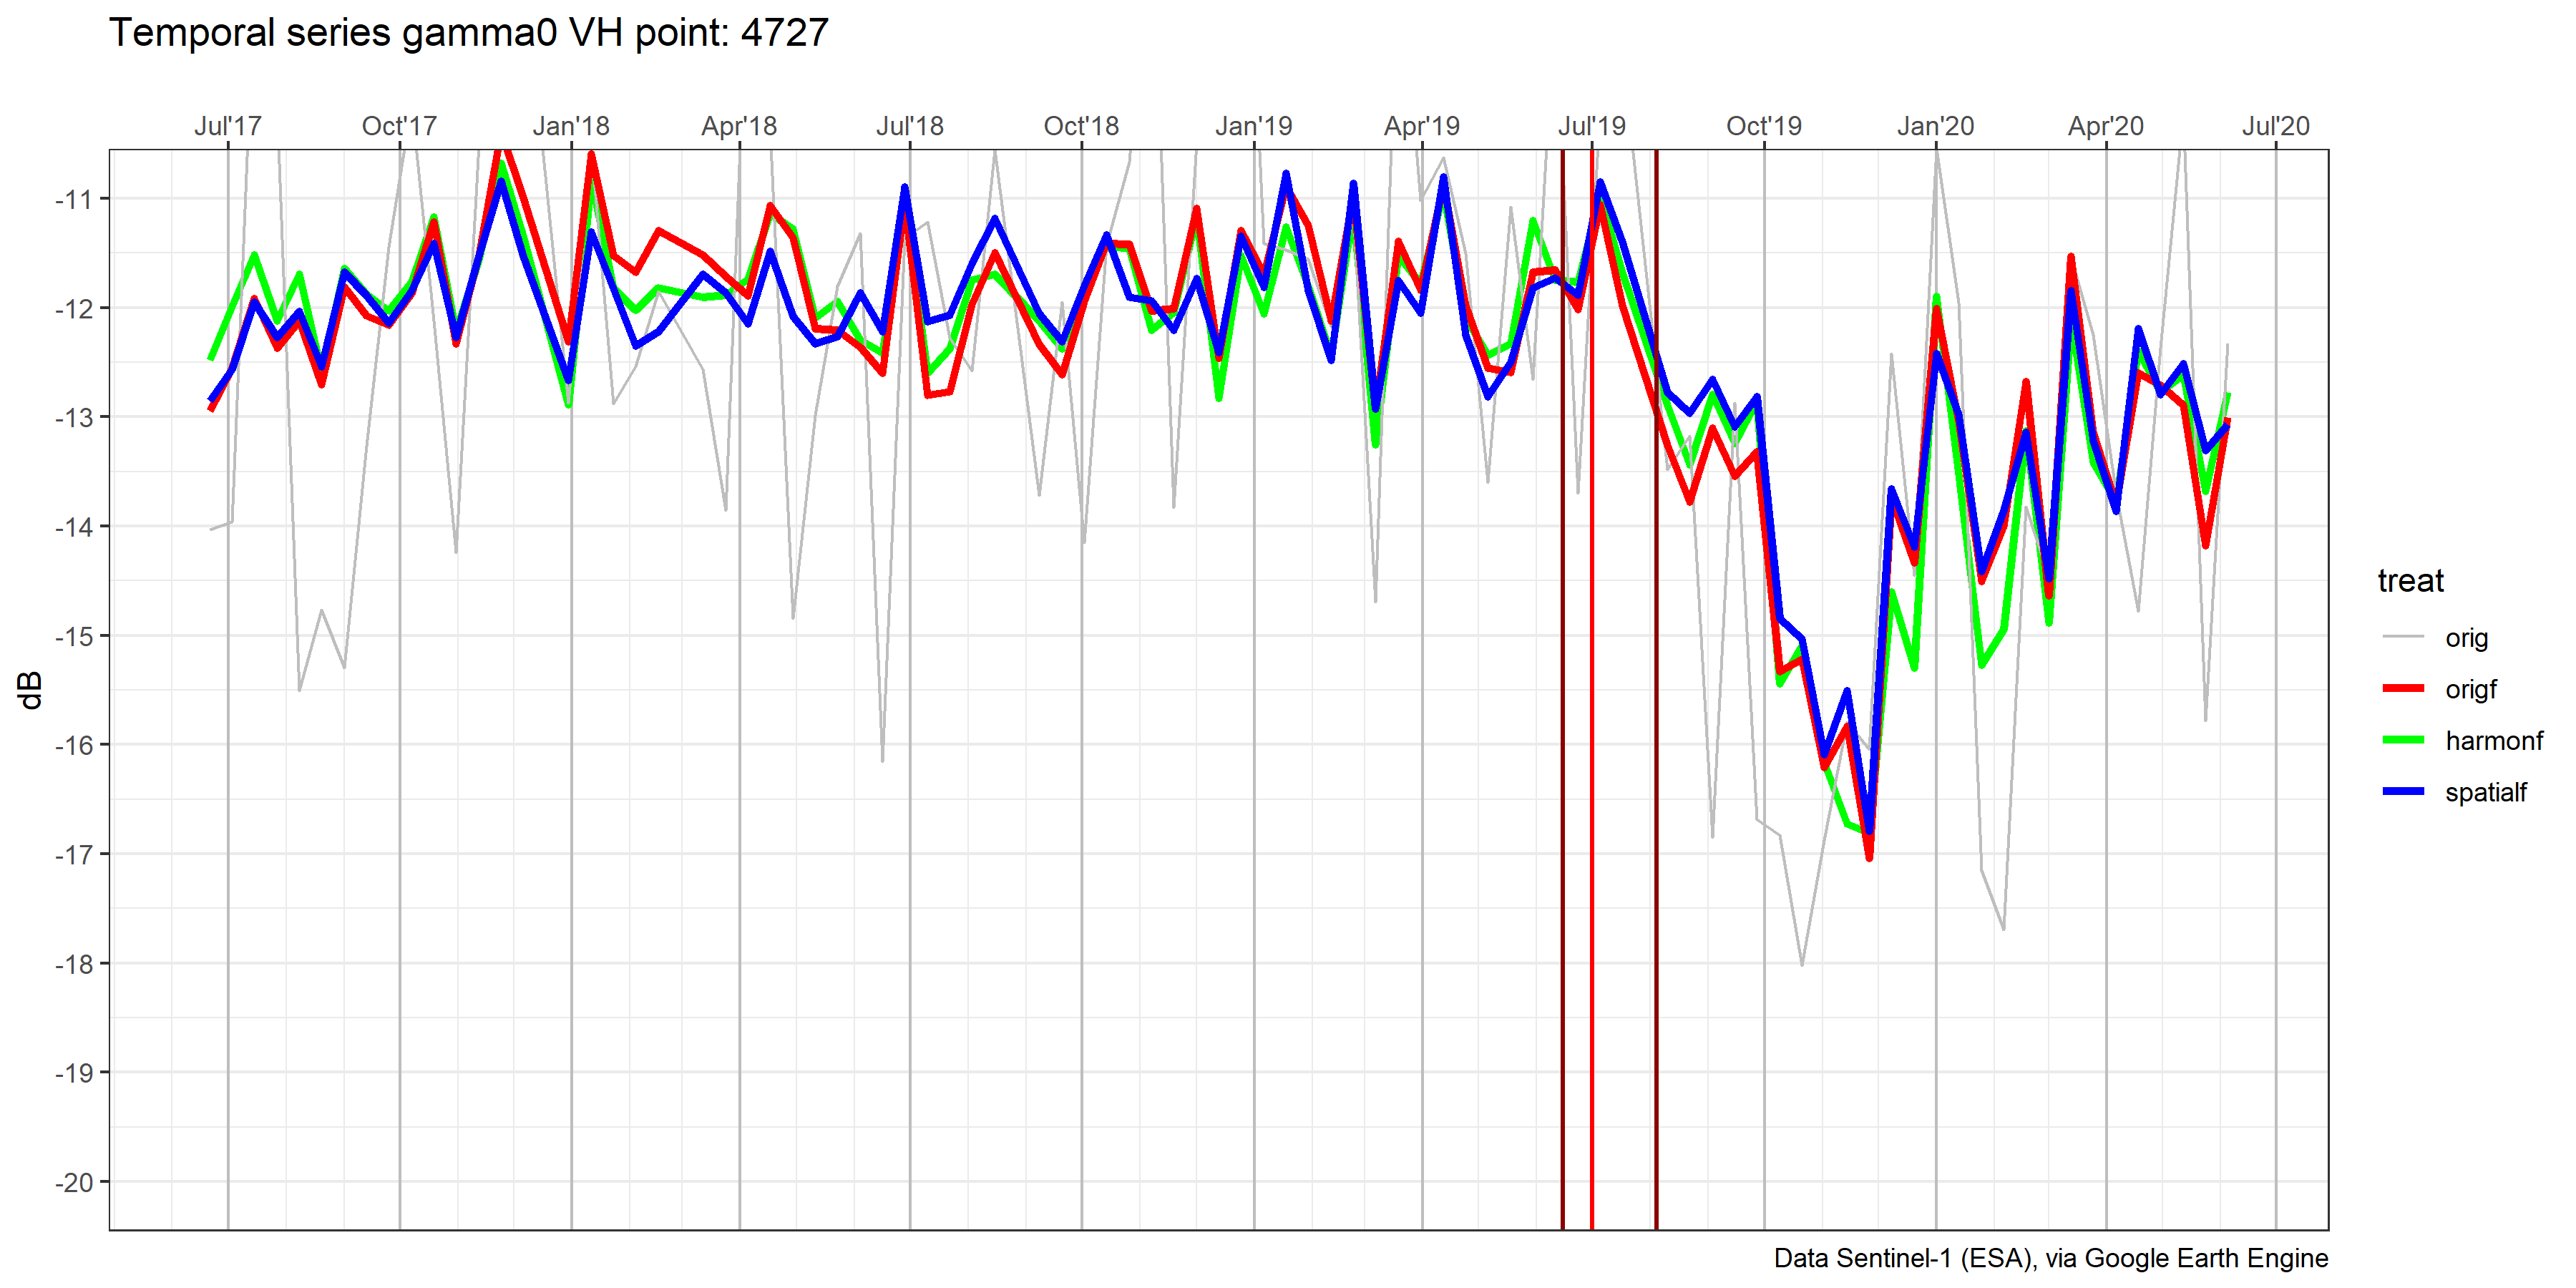 Temporal series gamma0 VH point: 4727
Jul'17 Oct'17 Jan'18 Apr'18 Jul'18 Oct'18 Jan'19 Apr'19 Jul'19 Oct'19 Jan'20 Apr'20 Jul'20
-11
-12
-13
-14
-15
-16
-17
-18
-19
-20
dB
treat
orig
origf
harmonf
spatialf
Data Sentinel-1 (ESA), via Google Earth Engine